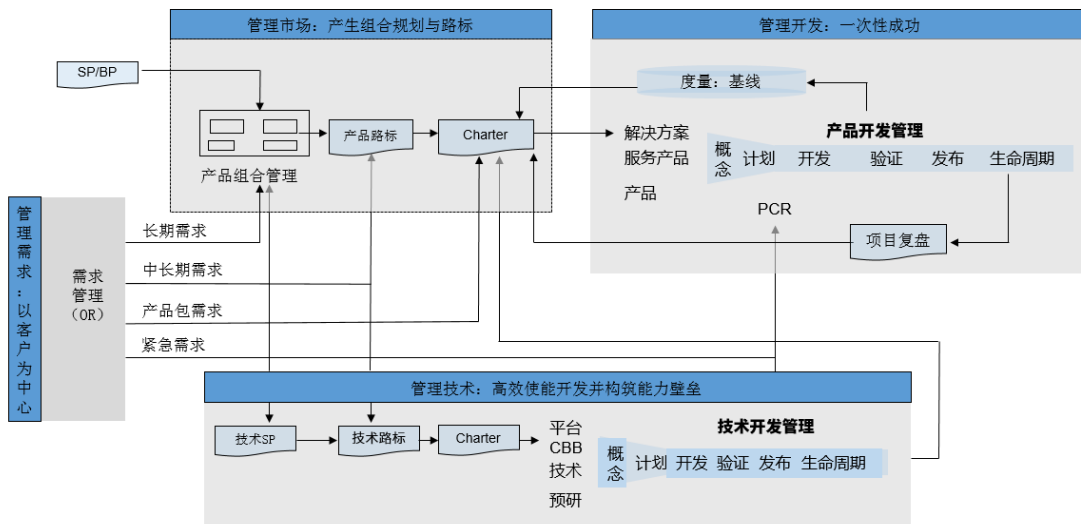 管理市场：产生组合规划与路标
管理开发：一次性成功
SP/BP
度量：基线
产品路标
Charter
产品组合管理
解决方案
服务产品
产品
产品开发管理
概念
计划
开发
验证
发布
生命周期
PCR
项目复盘
管理需求：以客户为中心
需求
管理
（OR）
长期需求
中长期需求
产品包需求
紧急需求
管理技术：高效使能开发并构筑能力壁垒
技术SP
技术路标
Charter
平台
CBB
技术
预研
技术开发管理
概念
计划
开发
验证
发布
生命周期